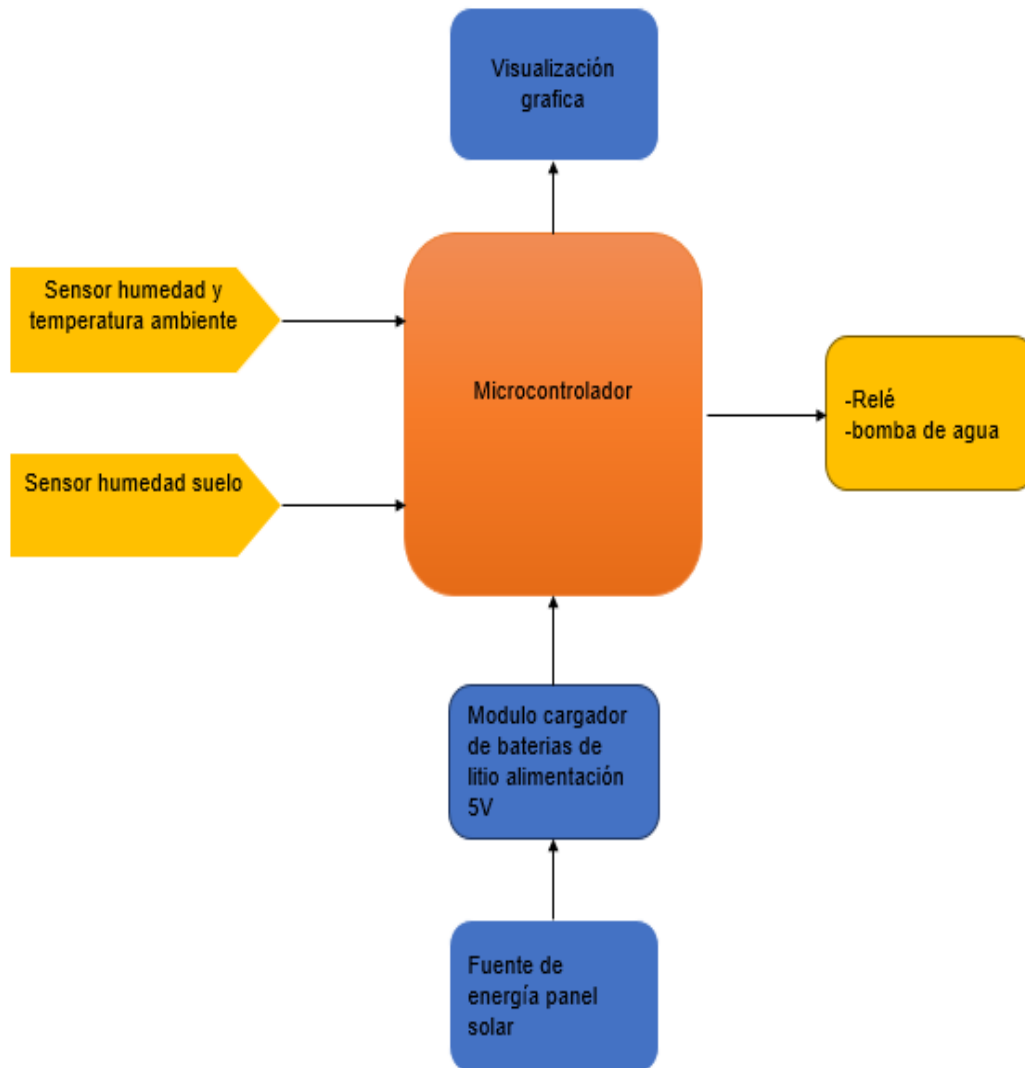 Visualización
grafica
Sensor humedad y
temperatura ambiente
Microcontrolador
-Relé
-bomba de agua
Sensor humedad suelo
Modulo cargador
de baterias de
litio alimentación
5V
Fuente de
energía panel
solar